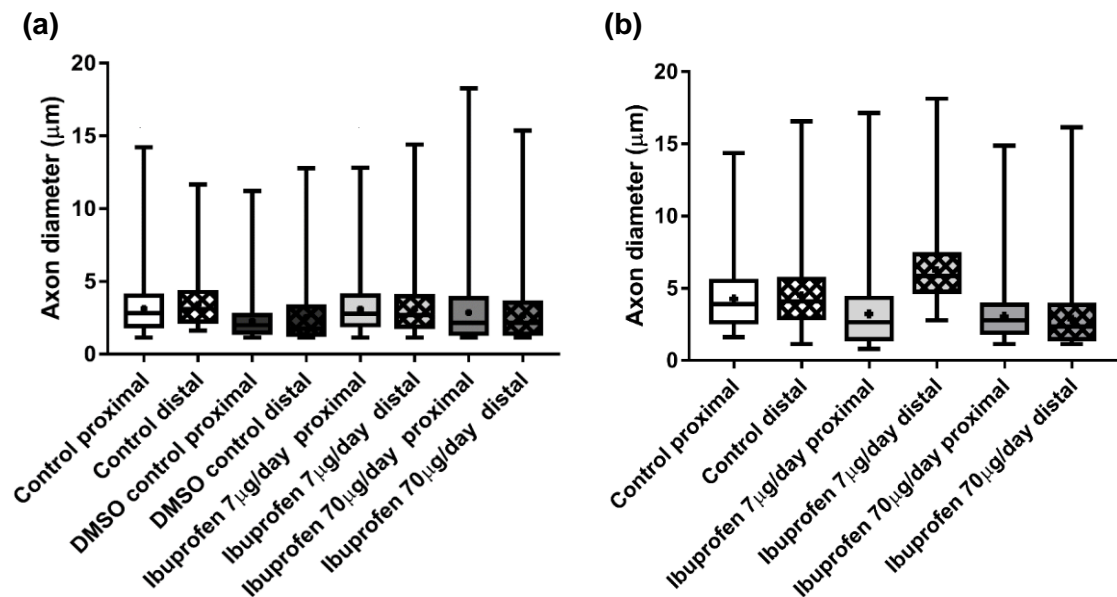 (a)
Axon diameter (μm)
20
15
10
5
0
Control proximal
Control distal
DMSO control proximal
DMSO control distal
Ibuprofen 7μg/day proximal
Ibuprofen 7μg/day distal
Ibuprofen 70μg/day proximal
Ibuprofen 70μg/day distal
(b)
Axon diameter (μm)
20
15
10
5
0
Control proximal
Control distal
Ibuprofen 7μg/day proximal
Ibuprofen 7μg/day distal
Ibuprofen 70μg/day proximal
Ibuprofen 70μg/day distal